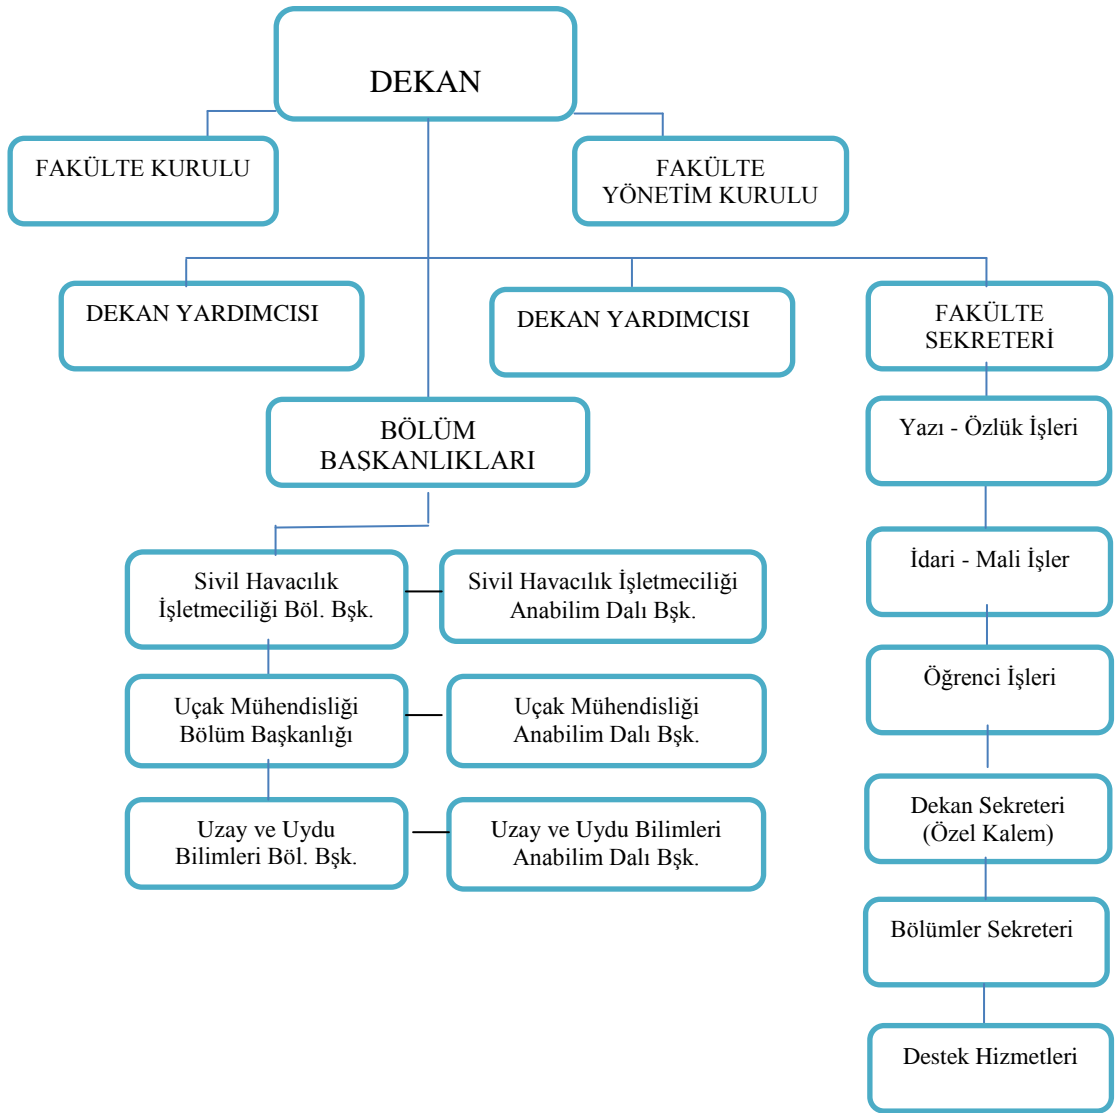 DEKAN
FAKÜLTE KURULU
FAKÜLTE
YÖNETİM KURULU
DEKAN YARDIMCISI
DEKAN YARDIMCISI
FAKÜLTE
SEKRETERİ
BÖLÜM
BAŞKANLIKLARI
Yazı - Özlük İşleri
İdari - Mali İşler
Öğrenci İşleri
Dekan Sekreteri
(Özel Kalem)
Bölümler Sekreteri
Destek Hizmetleri
Sivil Havacılık
İşletmeciliği Böl. Bşk.
Sivil Havacılık İşletmeciliği
Anabilim Dalı Bşk.
Uçak Mühendisliği
Bölüm Başkanlığı
Uçak Mühendisliği
Anabilim Dalı Bşk.
Uzay ve Uydu
Bilimleri Böl. Bşk.
Uzay ve Uydu Bilimleri
Anabilim Dalı Bşk.